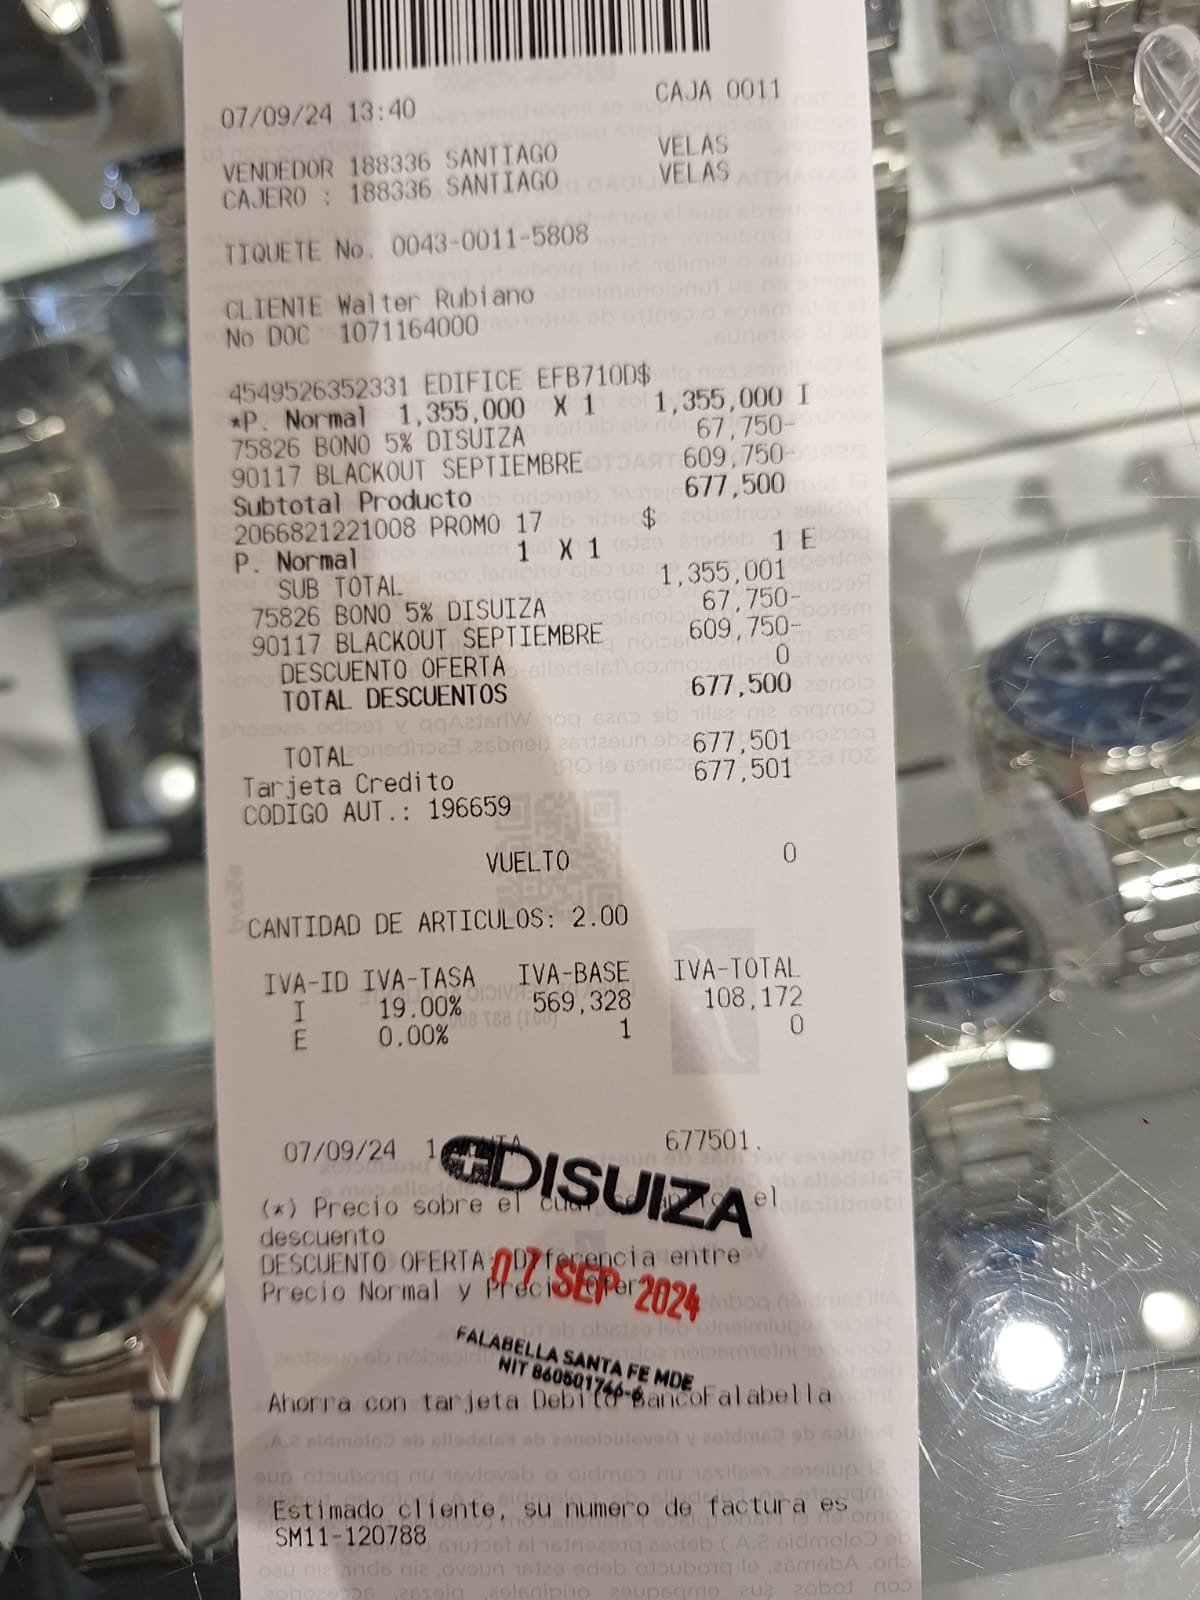 07/09/24 13:40 CAJA 0011
VENDEDOR 188336 SANTIAGO VELAS
CAJERO : 188336 SANTIAGO VELAS
TIQUETE No. 0043-0011-5808
CLIENTE Walter Rubiano
No DOC 1071164000
4549526352331 EDIFICE EFB710D$
*P. Normal 1,355,000 X 1 1,355,000 I
75826 BONO 5% DISUIZA 67,750-
90117 BLACKOUT SEPTIEMBRE 609,750-
Subtotal Producto 677,500
2066821221008 PROMO 17 $
P. Normal 1 X 1 1 E
SUB TOTAL 1,355,001
75826 BONO 5% DISUIZA 67,750-
90117 BLACKOUT SEPTIEMBRE 609,750-
DESCUENTO OFERTA 0
TOTAL DESCUENTOS 677,500
TOTAL 677,501
Tarjeta Credito 677,501
CODIGO AUT.: 196659
VUELTO 0
CANTIDAD DE ARTICULOS: 2.00
IVA-ID IVA-TASA IVA-BASE IVA-TOTAL
I 19.00% 569,328 108,172
E 0.00% 1 0
07/09/24 1 677501.
DISUIZA
(*) Precio sobre el el
descuento
DESCUENTO OFERTA: Diferencia entre
Precio Normal y Precio
07 SEP 2024
FALABELLA SANTA FE MDE
NIT 860501766-6
Ahorra con tarjeta Debito BancoFalabella
Estimado cliente, su numero de factura es
SM11-120788